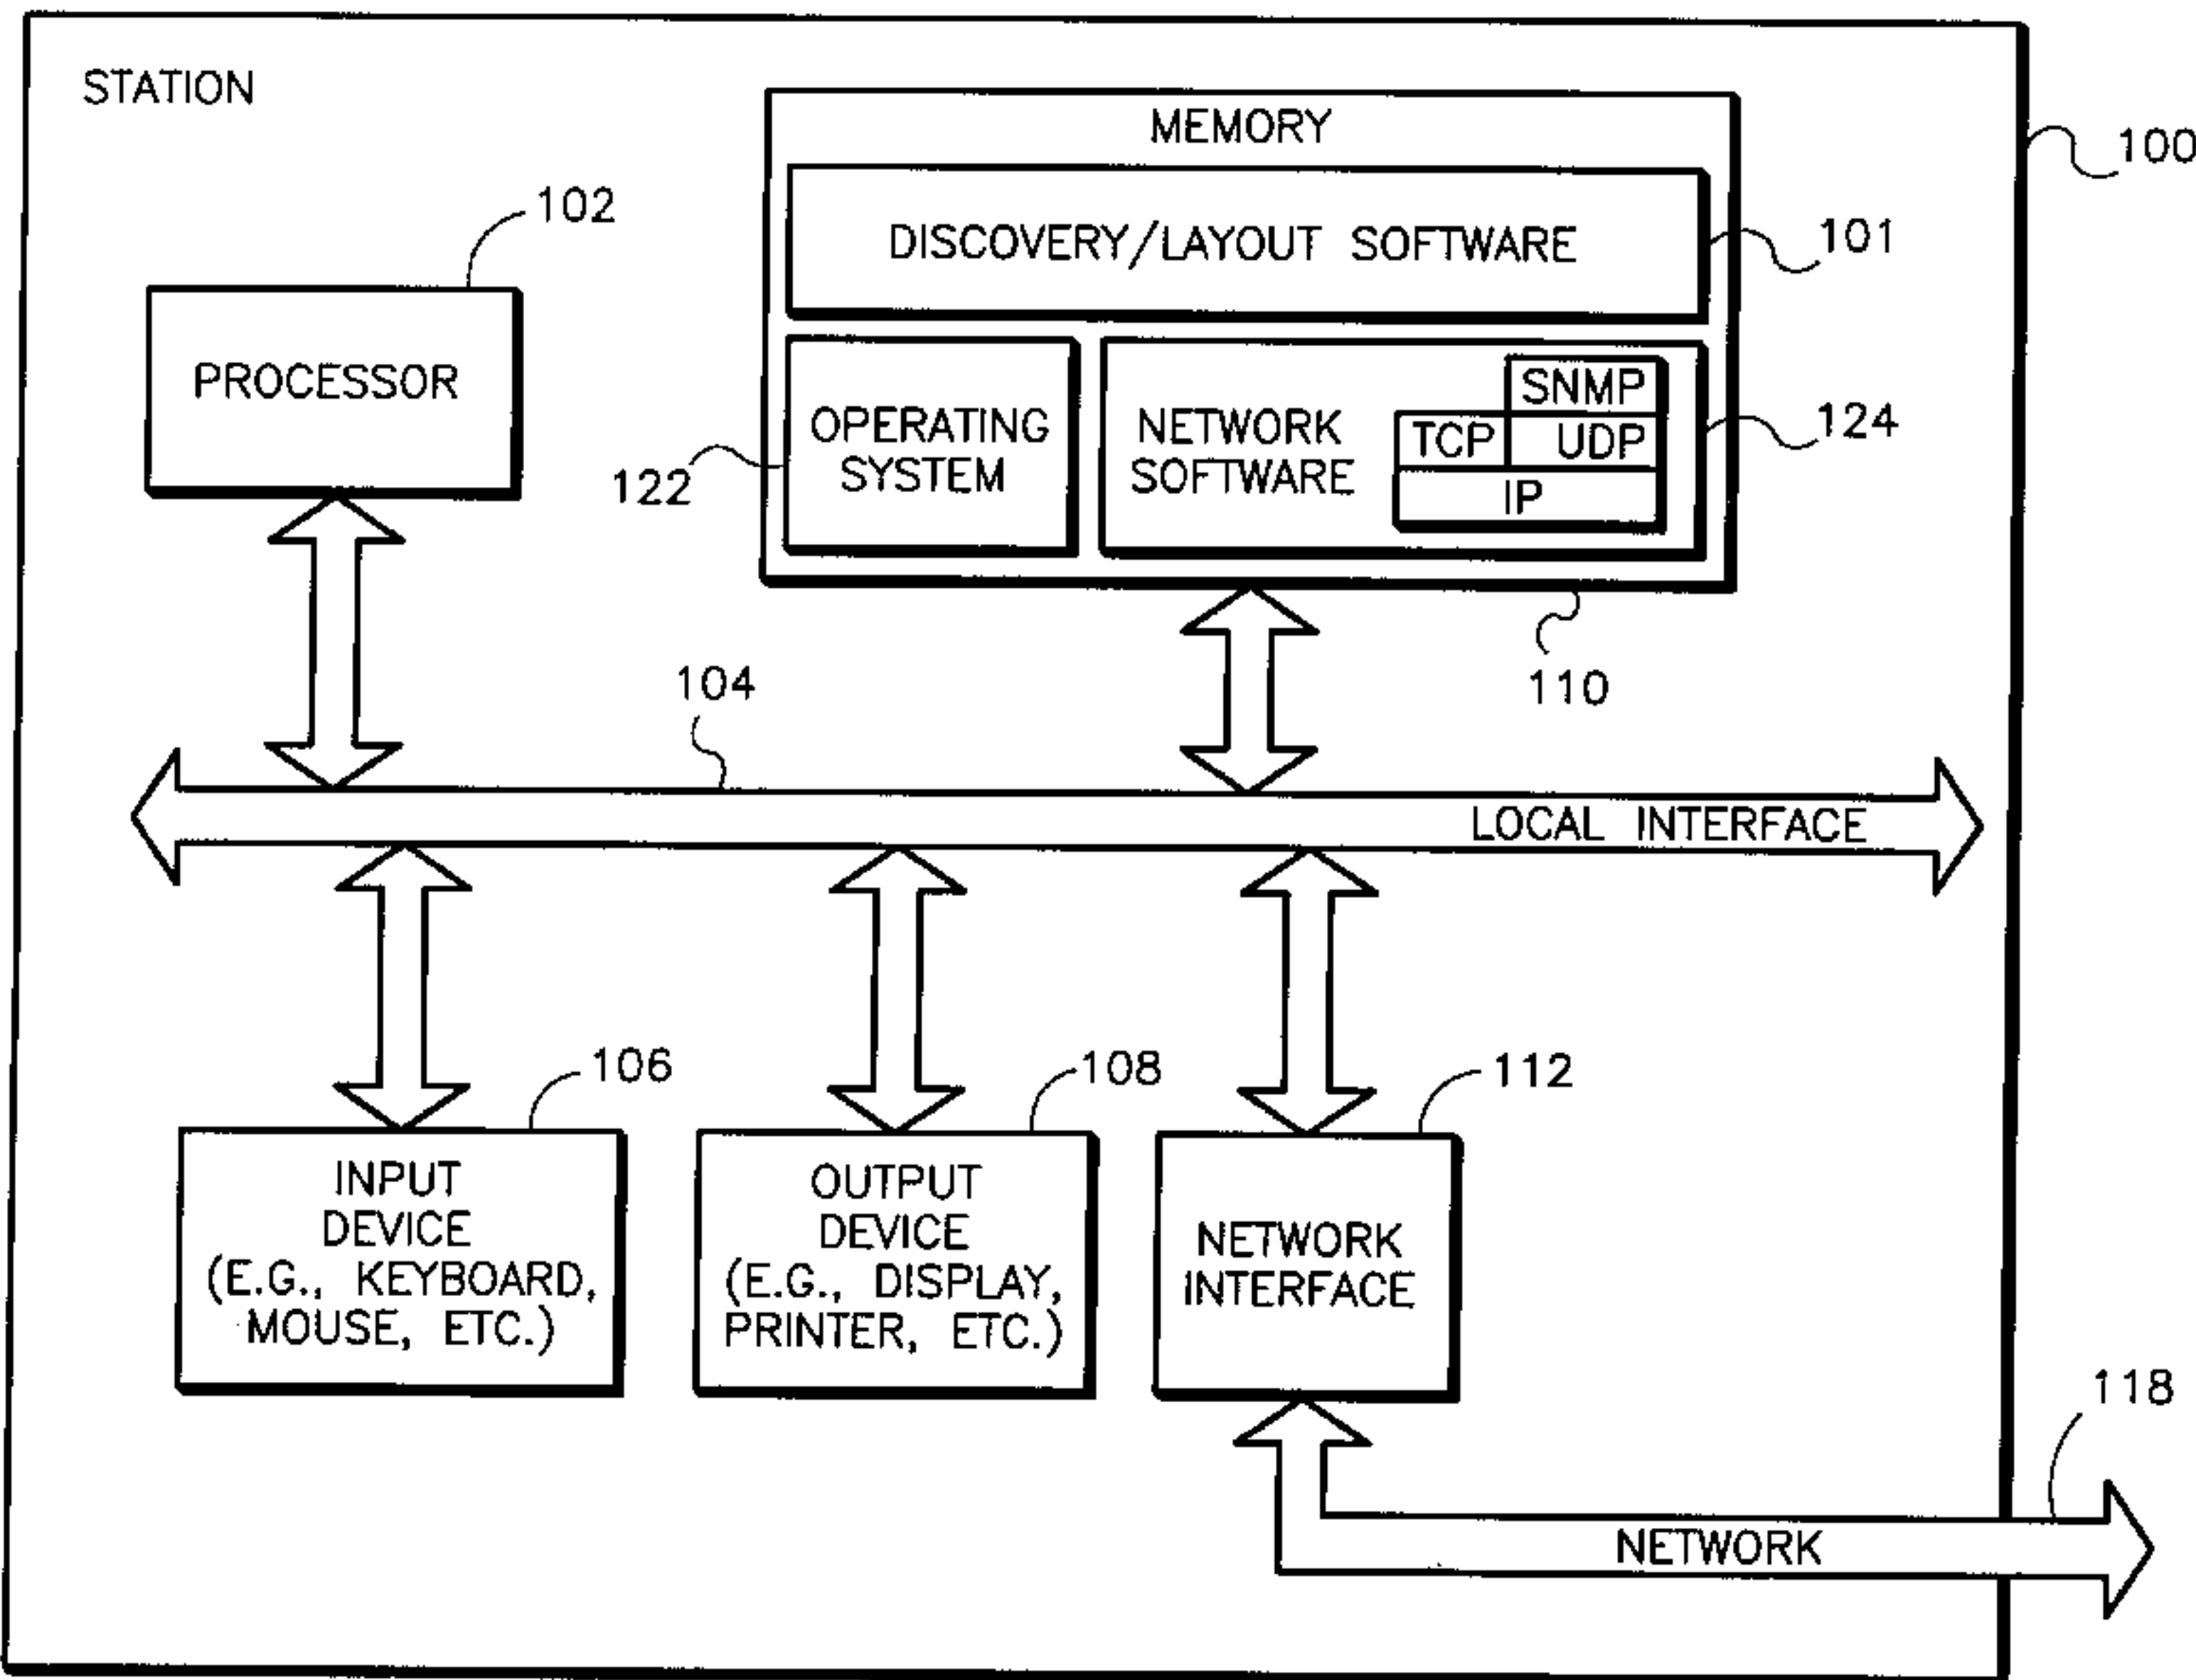 STATION
MEMORY
100
DISCOVERY/LAYOUT SOFTWARE
101
102
PROCESSOR
OPERATING
SYSTEM
122
NETWORK
SOFTWARE
SNMP
TCP
UDP
IP
124
110
104
LOCAL INTERFACE
106
INPUT
DEVICE
(E.G., KEYBOARD,
MOUSE, ETC.)
108
OUTPUT
DEVICE
(E.G., DISPLAY,
PRINTER, ETC.)
112
NETWORK
INTERFACE
118
NETWORK